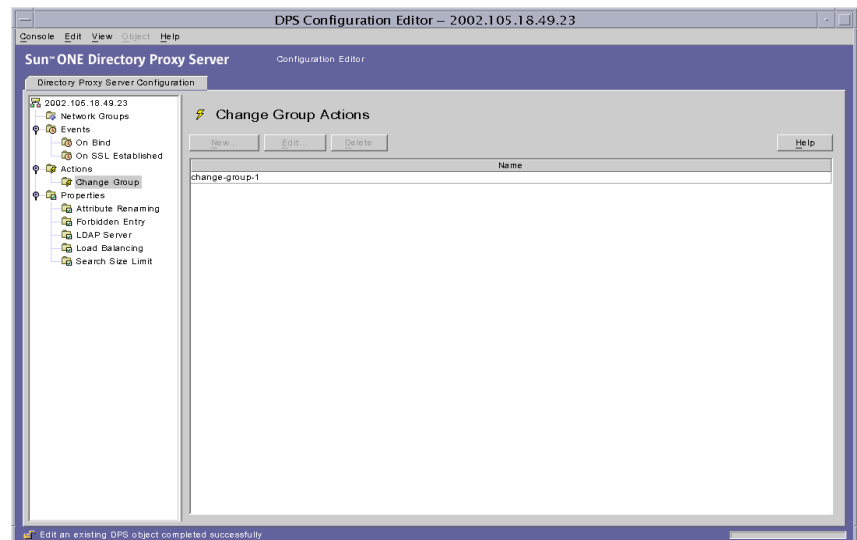 DPS Configuration Editor – 2002.105.18.49.23
Console Edit View Object Help
Sun™ ONE Directory Proxy Server Configuration Editor
Directory Proxy Server Configuration
2002.105.18.49.23
Network Groups
Events
On Bind
On SSL Established
Actions
Change Group
Properties
Attribute Renaming
Forbidden Entry
LDAP Server
Load Balancing
Search Size Limit
Change Group Actions
New... Edit... Delete Help
Name
change-group-1
Edit an existing DPS object completed successfully